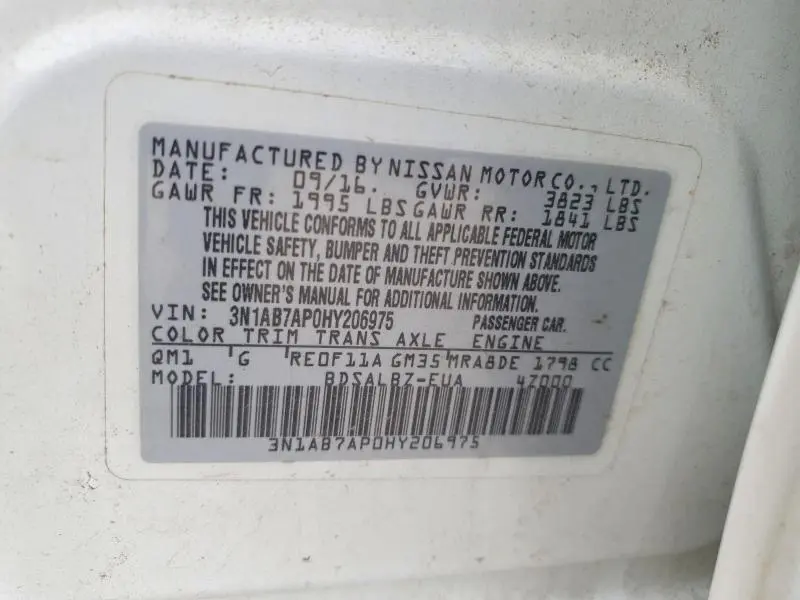 MANUFACTURED BY NISSAN MOTOR CO., LTD.
DATE: 09/16. GVWR: 3823 LBS
GAWR FR: 1995 LBS GAWR RR: 1841 LBS
THIS VEHICLE CONFORMS TO ALL APPLICABLE FEDERAL MOTOR
VEHICLE SAFETY, BUMPER AND THEFT PREVENTION STANDARDS
IN EFFECT ON THE DATE OF MANUFACTURE SHOWN ABOVE.
SEE OWNER'S MANUAL FOR ADDITIONAL INFORMATION.
VIN: 3N1AB7AP0HY206975 PASSENGER CAR.
COLOR TRIM TRANS AXLE ENGINE
QM1 G RE0F11A GM35 MRA8DE 1798 CC
MODEL: BDSALBZ-EUA 47000
3N1AB7AP0HY206975